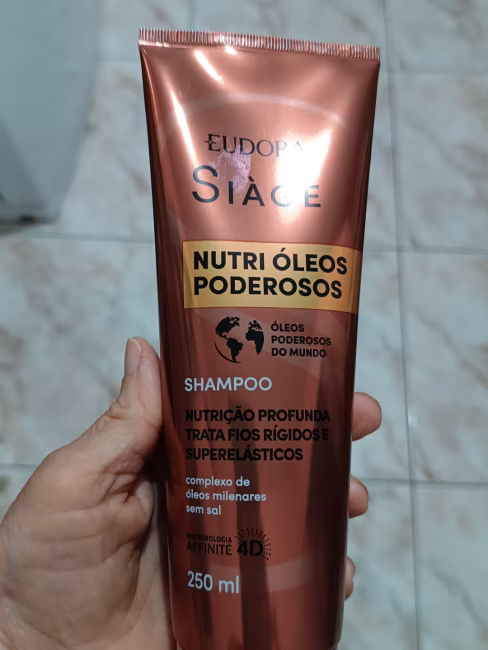 EUDORA
SIÀGE
NUTRI ÓLEOS
PODEROSOS
ÓLEOS
PODEROSOS
DO MUNDO
SHAMPOO
NUTRIÇÃO PROFUNDA
TRATA FIOS RÍGIDOS E
SUPERELÁSTICOS
complexo de
óleos milenares
sem sal
AFFINITÉ 4D
250 ml